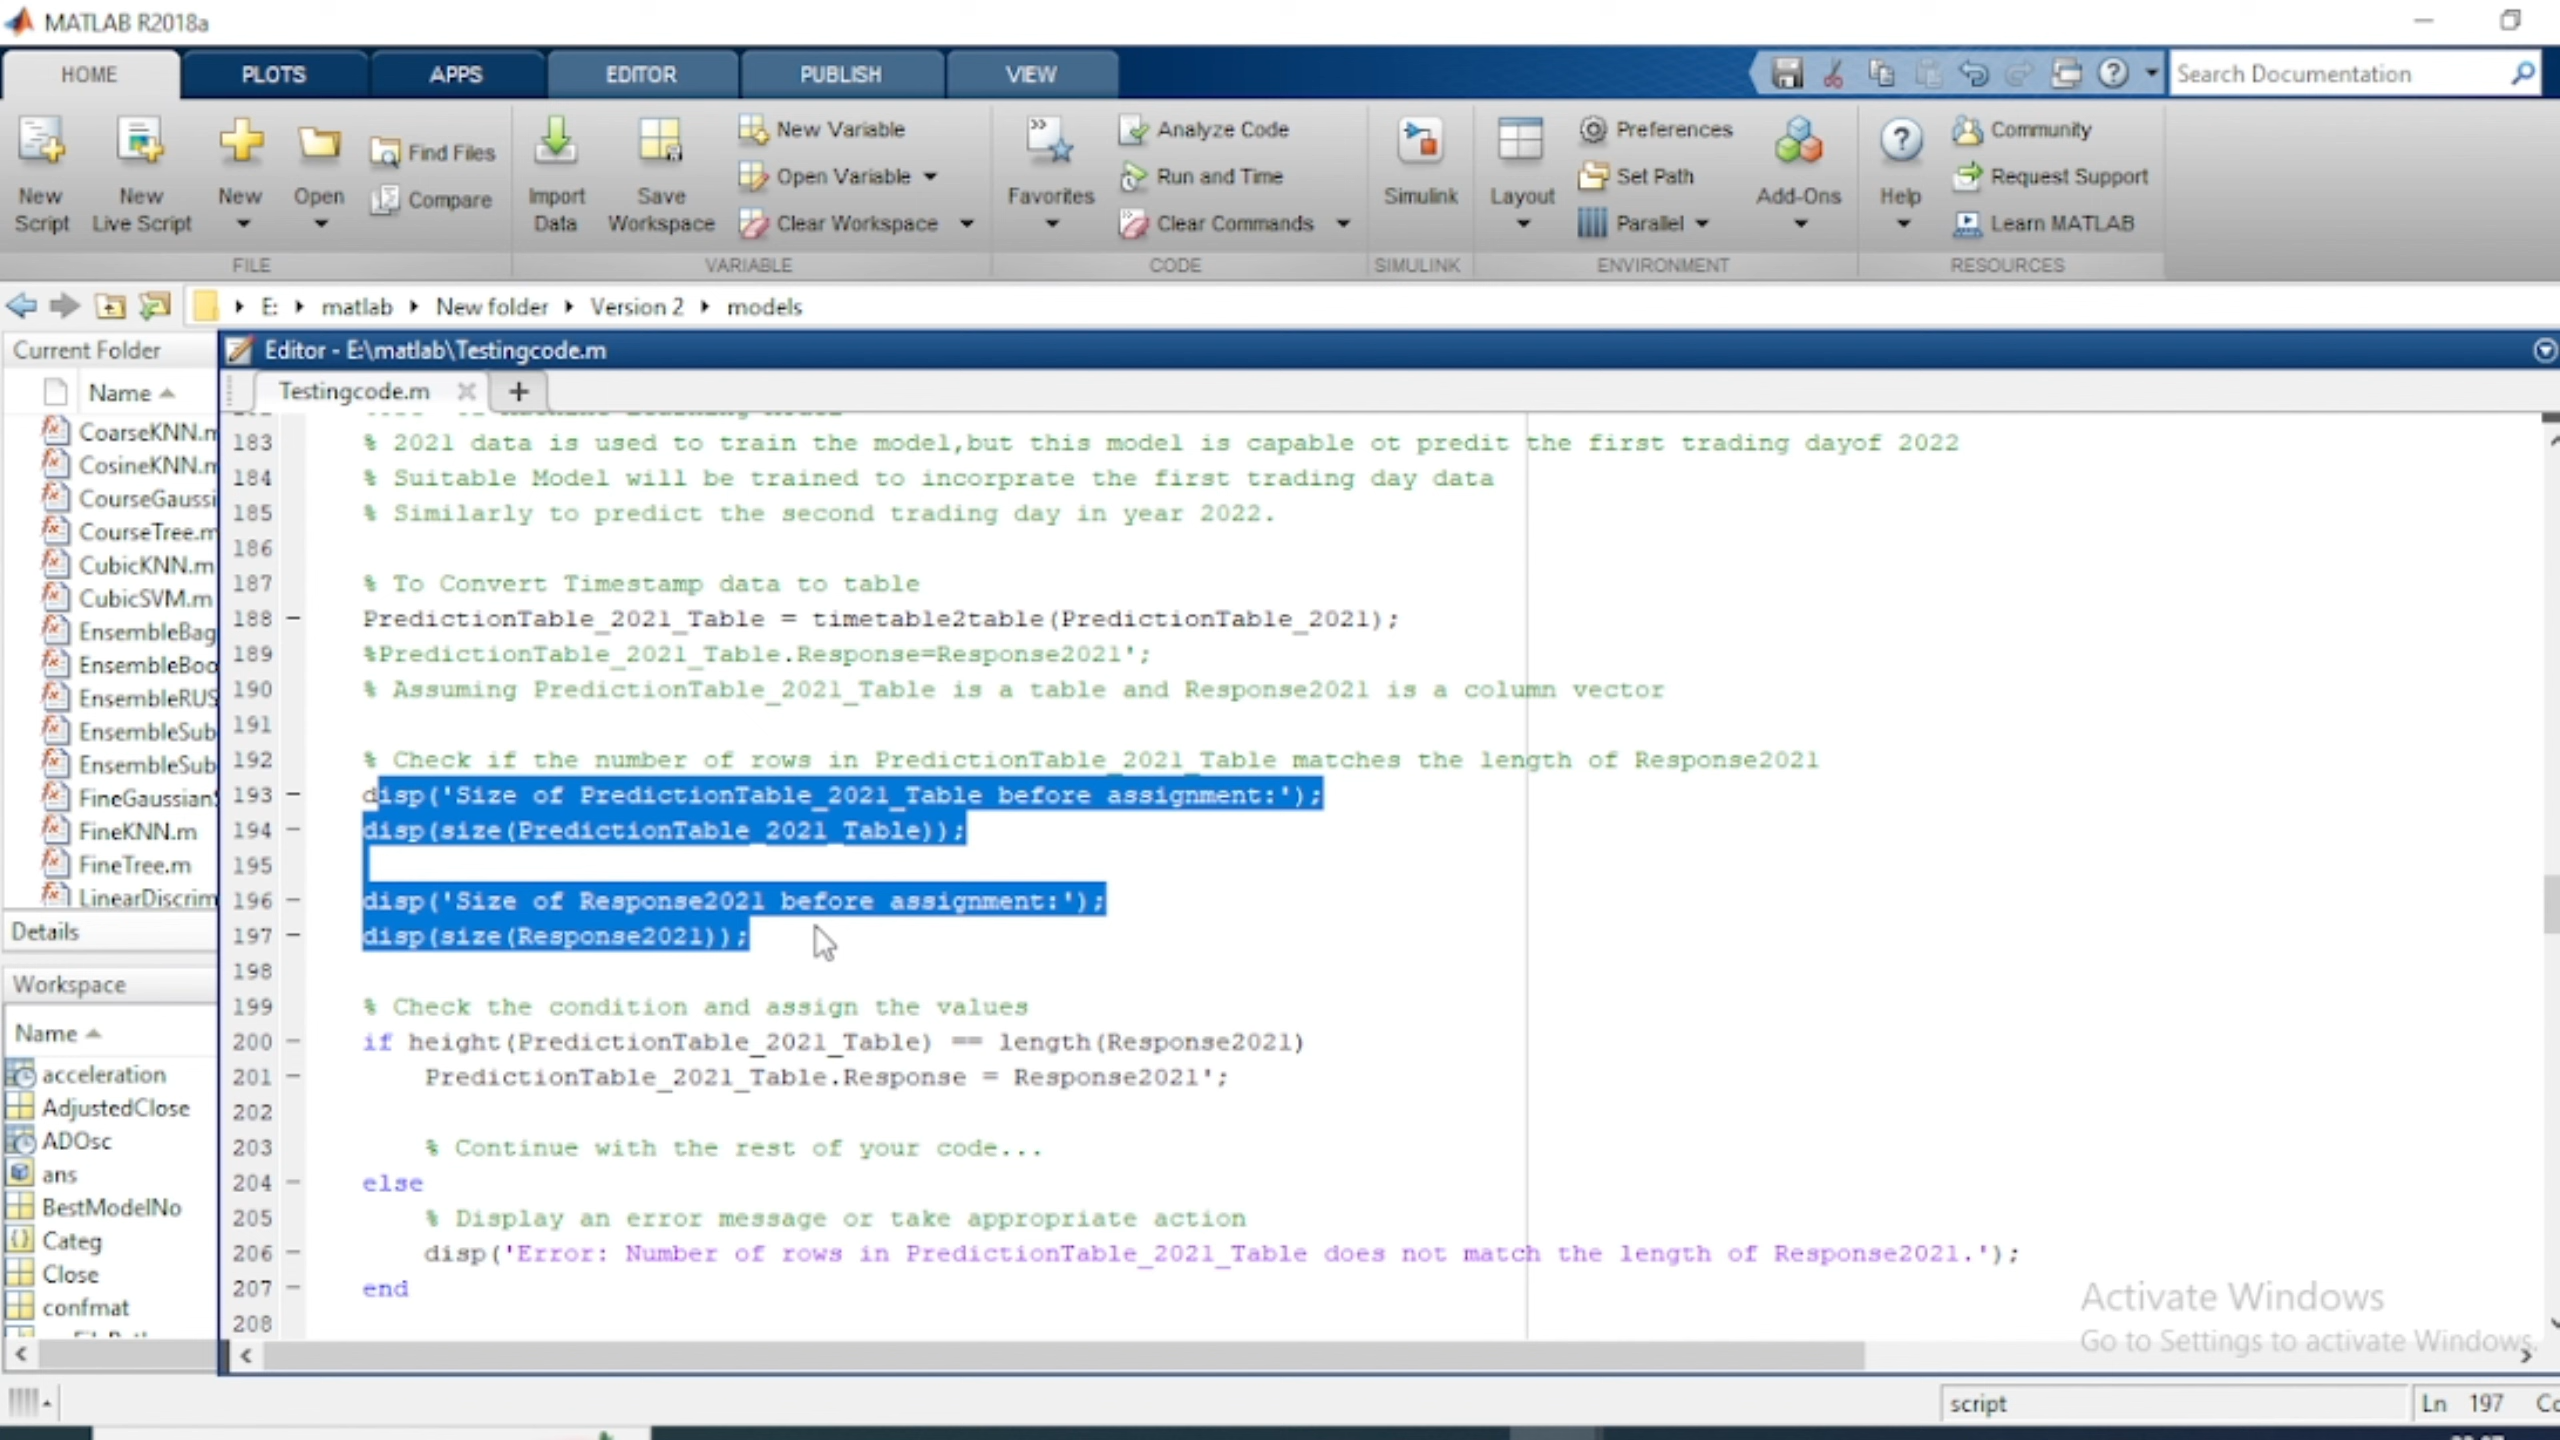 MATLAB R2018a
HOME PLOTS APPS EDITOR PUBLISH VIEW
Search Documentation
New Script
New Live Script
New
Open
Find Files
Compare
FILE
Import Data
Save Workspace
New Variable
Open Variable
Clear Workspace
VARIABLE
Favorites
Analyze Code
Run and Time
Clear Commands
CODE
Simulink
SIMULINK
Layout
Preferences
Set Path
Parallel
Add-Ons
ENVIRONMENT
Help
Community
Request Support
Learn MATLAB
RESOURCES
E: matlab New folder Version 2 models
Current Folder
Name
CoarseKNN.m
CosineKNN.m
CourseGaussi
CourseTree.m
CubicKNN.m
CubicSVM.m
EnsembleBag
EnsembleBoo
EnsembleRUS
EnsembleSub
EnsembleSub
FineGaussianS
FineKNN.m
FineTree.m
LinearDiscrim
Details
Workspace
Name
acceleration
AdjustedClose
ADOsc
ans
BestModelNo
Categ
Close
confmat
Editor - E:\matlab\Testingcode.m
Testingcode.m
183 % 2021 data is used to train the model,but this model is capable ot predit the first trading dayof 2022
184 % Suitable Model will be trained to incorprate the first trading day data
185 % Similarly to predict the second trading day in year 2022.
186
187 % To Convert Timestamp data to table
188 - PredictionTable_2021_Table = timetable2table(PredictionTable_2021);
189 %PredictionTable_2021_Table.Response=Response2021';
190 % Assuming PredictionTable_2021_Table is a table and Response2021 is a column vector
191
192 % Check if the number of rows in PredictionTable_2021_Table matches the length of Response2021
193 - disp('Size of PredictionTable_2021_Table before assignment:');
194 - disp(size(PredictionTable_2021_Table));
195
196 - disp('Size of Response2021 before assignment:');
197 - disp(size(Response2021));
198
199 % Check the condition and assign the values
200 - if height(PredictionTable_2021_Table) == length(Response2021)
201 - PredictionTable_2021_Table.Response = Response2021';
202
203 % Continue with the rest of your code...
204 - else
205 % Display an error message or take appropriate action
206 - disp('Error: Number of rows in PredictionTable_2021_Table does not match the length of Response2021.');
207 - end
208
Activate Windows
Go to Settings to activate Windows.
script
Ln 197 Co